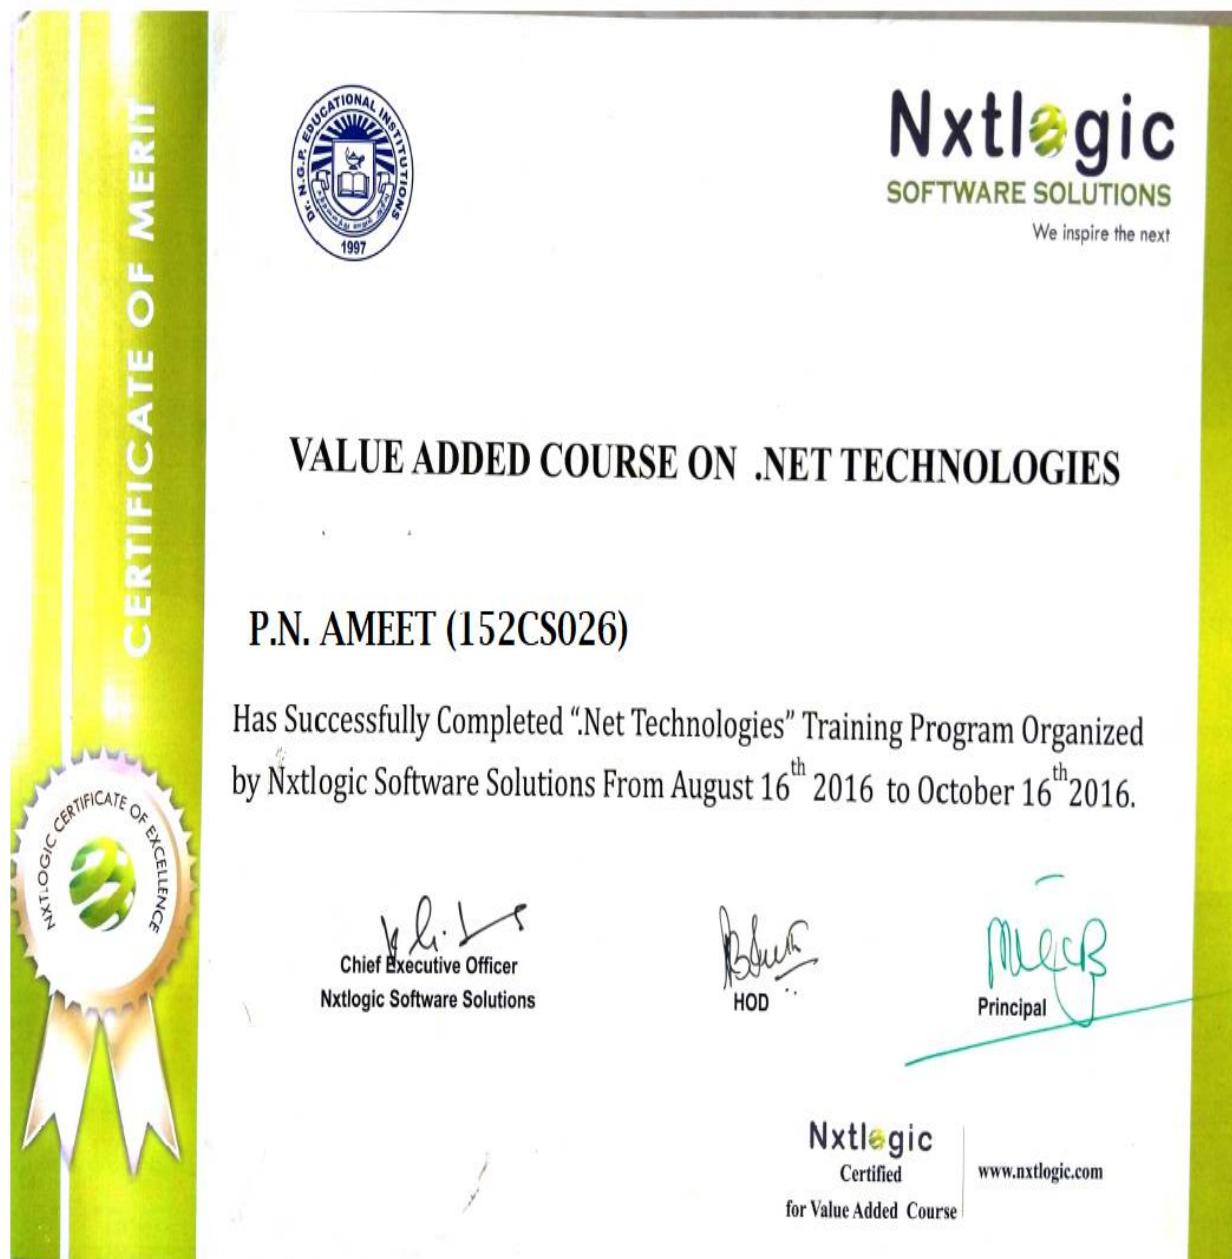 CERTIFICATE OF MERIT
Dr. N.G.P. EDUCATIONAL INSTITUTIONS
1997
Nxtlogic
SOFTWARE SOLUTIONS
We inspire the next
VALUE ADDED COURSE ON .NET TECHNOLOGIES
P.N. AMEET (152CS026)
Has Successfully Completed “.Net Technologies” Training Program Organized
by Nxtlogic Software Solutions From August 16th 2016 to October 16th 2016.
NXTLOGIC CERTIFICATE OF EXCELLENCE
Chief Executive Officer
Nxtlogic Software Solutions
HOD
Principal
Nxtlogic
Certified
for Value Added Course
www.nxtlogic.com